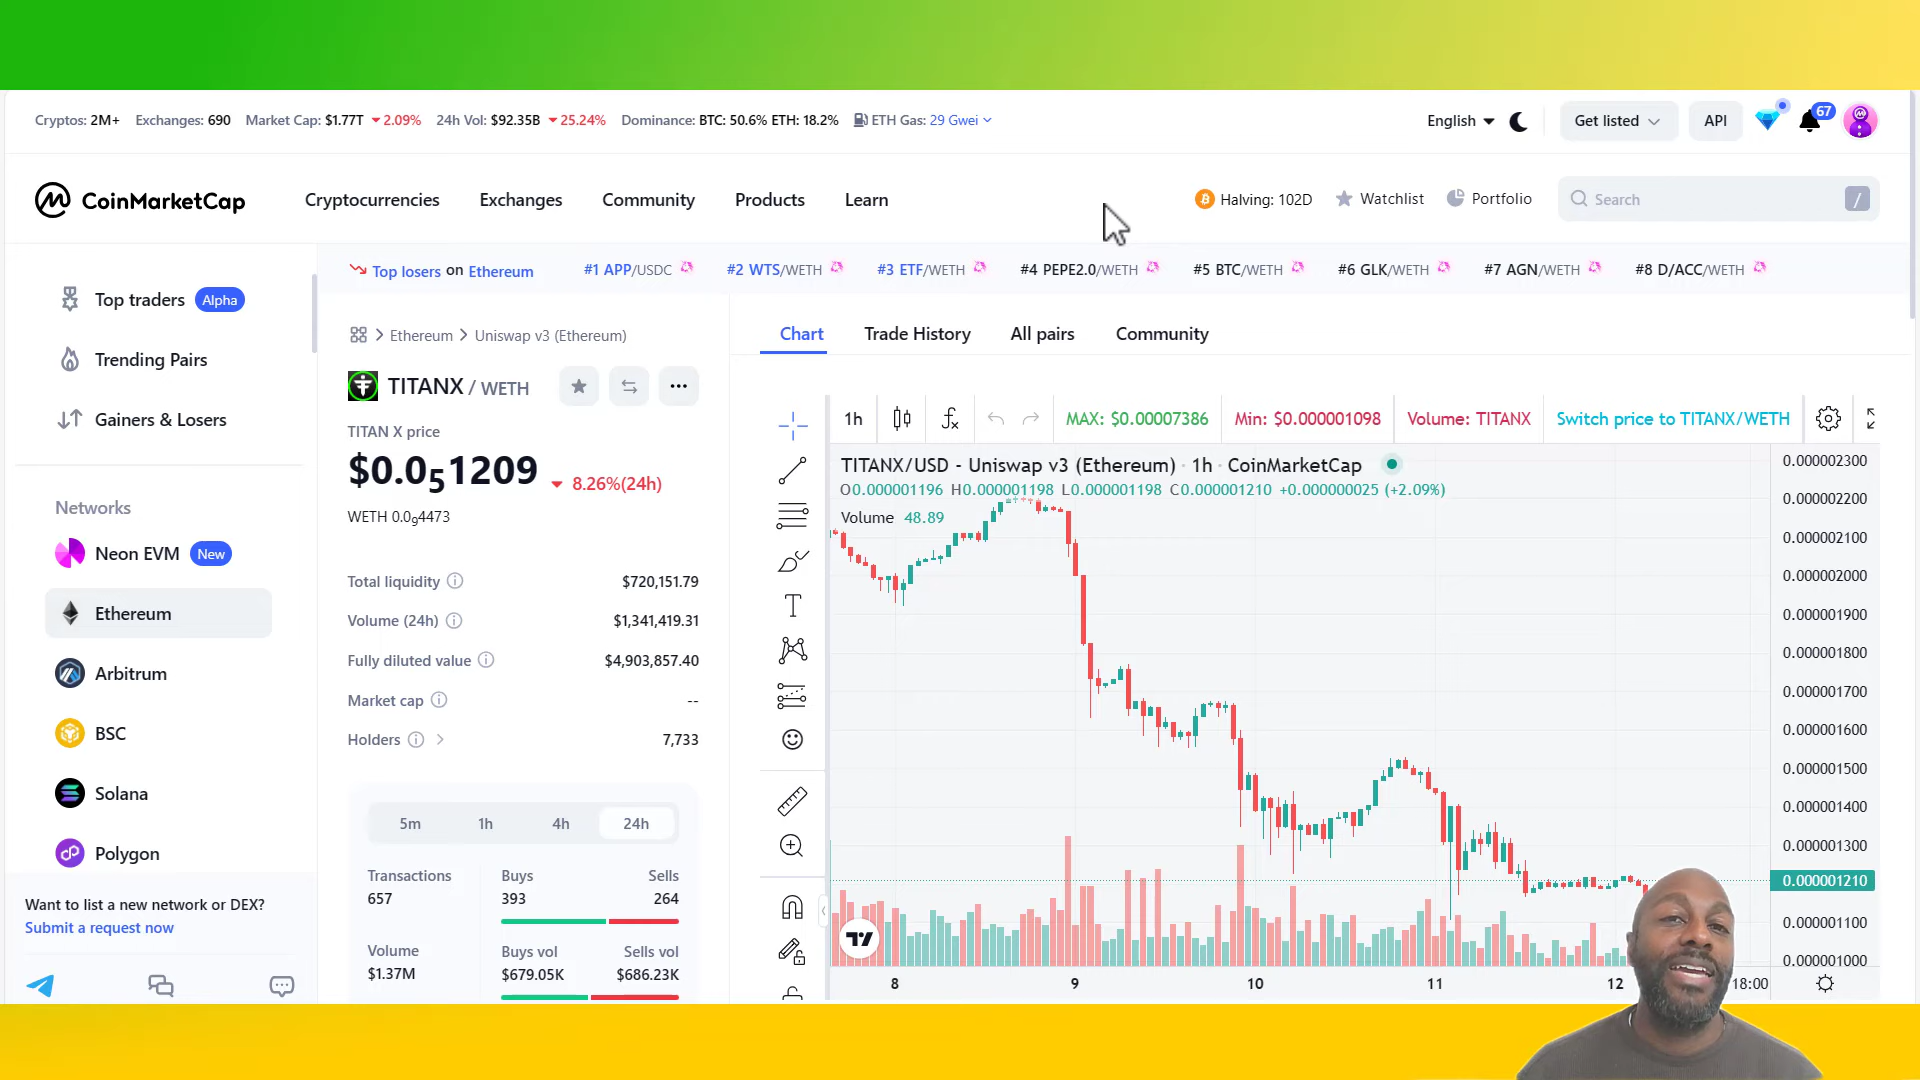 Cryptos: 2M+ Exchanges: 690 Market Cap: $1.77T 2.09% 24h Vol: $92.35B 25.24% Dominance: BTC: 50.6% ETH: 18.2% ETH Gas: 29 Gwei
English Get listed API 67
CoinMarketCap Cryptocurrencies Exchanges Community Products Learn Halving: 102D Watchlist Portfolio Search /
Top losers on Ethereum #1 APP/USDC #2 WTS/WETH #3 ETF/WETH #4 PEPE2.0/WETH #5 BTC/WETH #6 GLK/WETH #7 AGN/WETH #8 D/ACC/WETH
Top traders Alpha
Trending Pairs
Gainers & Losers
Networks
Neon EVM New
Ethereum
Arbitrum
BSC
Solana
Polygon
Want to list a new network or DEX?
Submit a request now
Ethereum > Uniswap v3 (Ethereum)
TITANX / WETH
TITAN X price
$0.0₅1209 8.26%(24h)
WETH 0.0₉4473
Total liquidity $720,151.79
Volume (24h) $1,341,419.31
Fully diluted value $4,903,857.40
Market cap --
Holders 7,733
5m 1h 4h 24h
Transactions Buys Sells
657 393 264
Volume Buys vol Sells vol
$1.37M $679.05K $686.23K
Chart Trade History All pairs Community
1h MAX: $0.00007386 Min: $0.000001098 Volume: TITANX Switch price to TITANX/WETH
TITANX/USD - Uniswap v3 (Ethereum) · 1h · CoinMarketCap
O0.000001196 H0.000001198 L0.000001198 C0.000001210 +0.000000025 (+2.09%)
Volume 48.89
0.000002300
0.000002200
0.000002100
0.000002000
0.000001900
0.000001800
0.000001700
0.000001600
0.000001500
0.000001400
0.000001300
0.000001210
0.000001100
0.000001000
8 9 10 11 12 18:00